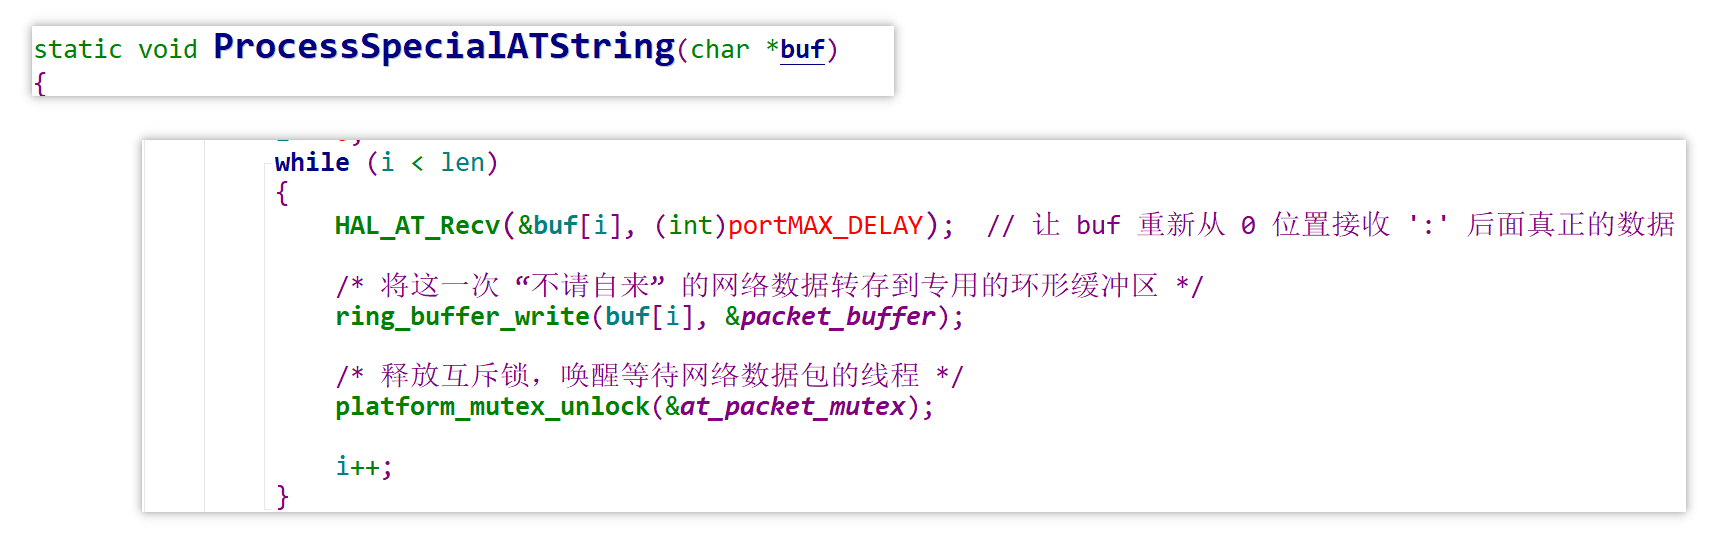 static void ProcessSpecialATString(char *buf)
{
while (i < len)
{
HAL_AT_Recv(&buf[i], (int)portMAX_DELAY);  // 让 buf 重新从 0 位置接收 ':' 后面真正的数据
/* 将这一次 “不请自来” 的网络数据转存到专用的环形缓冲区 */
ring_buffer_write(buf[i], &packet_buffer);
/* 释放互斥锁，唤醒等待网络数据包的线程 */
platform_mutex_unlock(&at_packet_mutex);
i++;
}